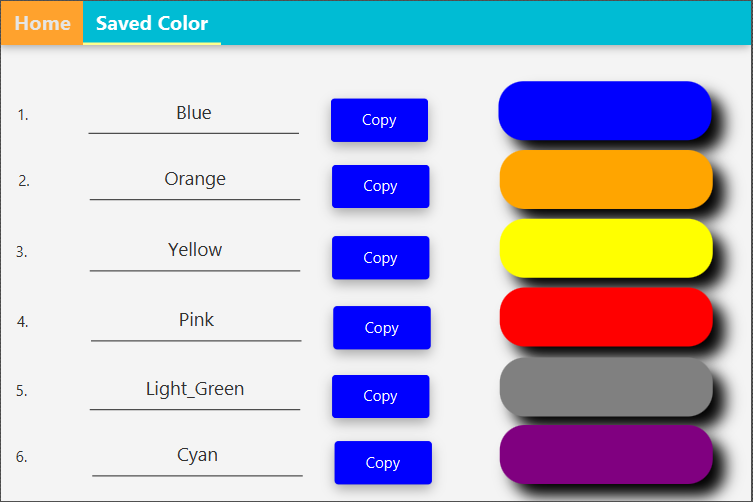 Home Saved Color
1. Blue Copy
2. Orange Copy
3. Yellow Copy
4. Pink Copy
5. Light_Green Copy
6. Cyan Copy